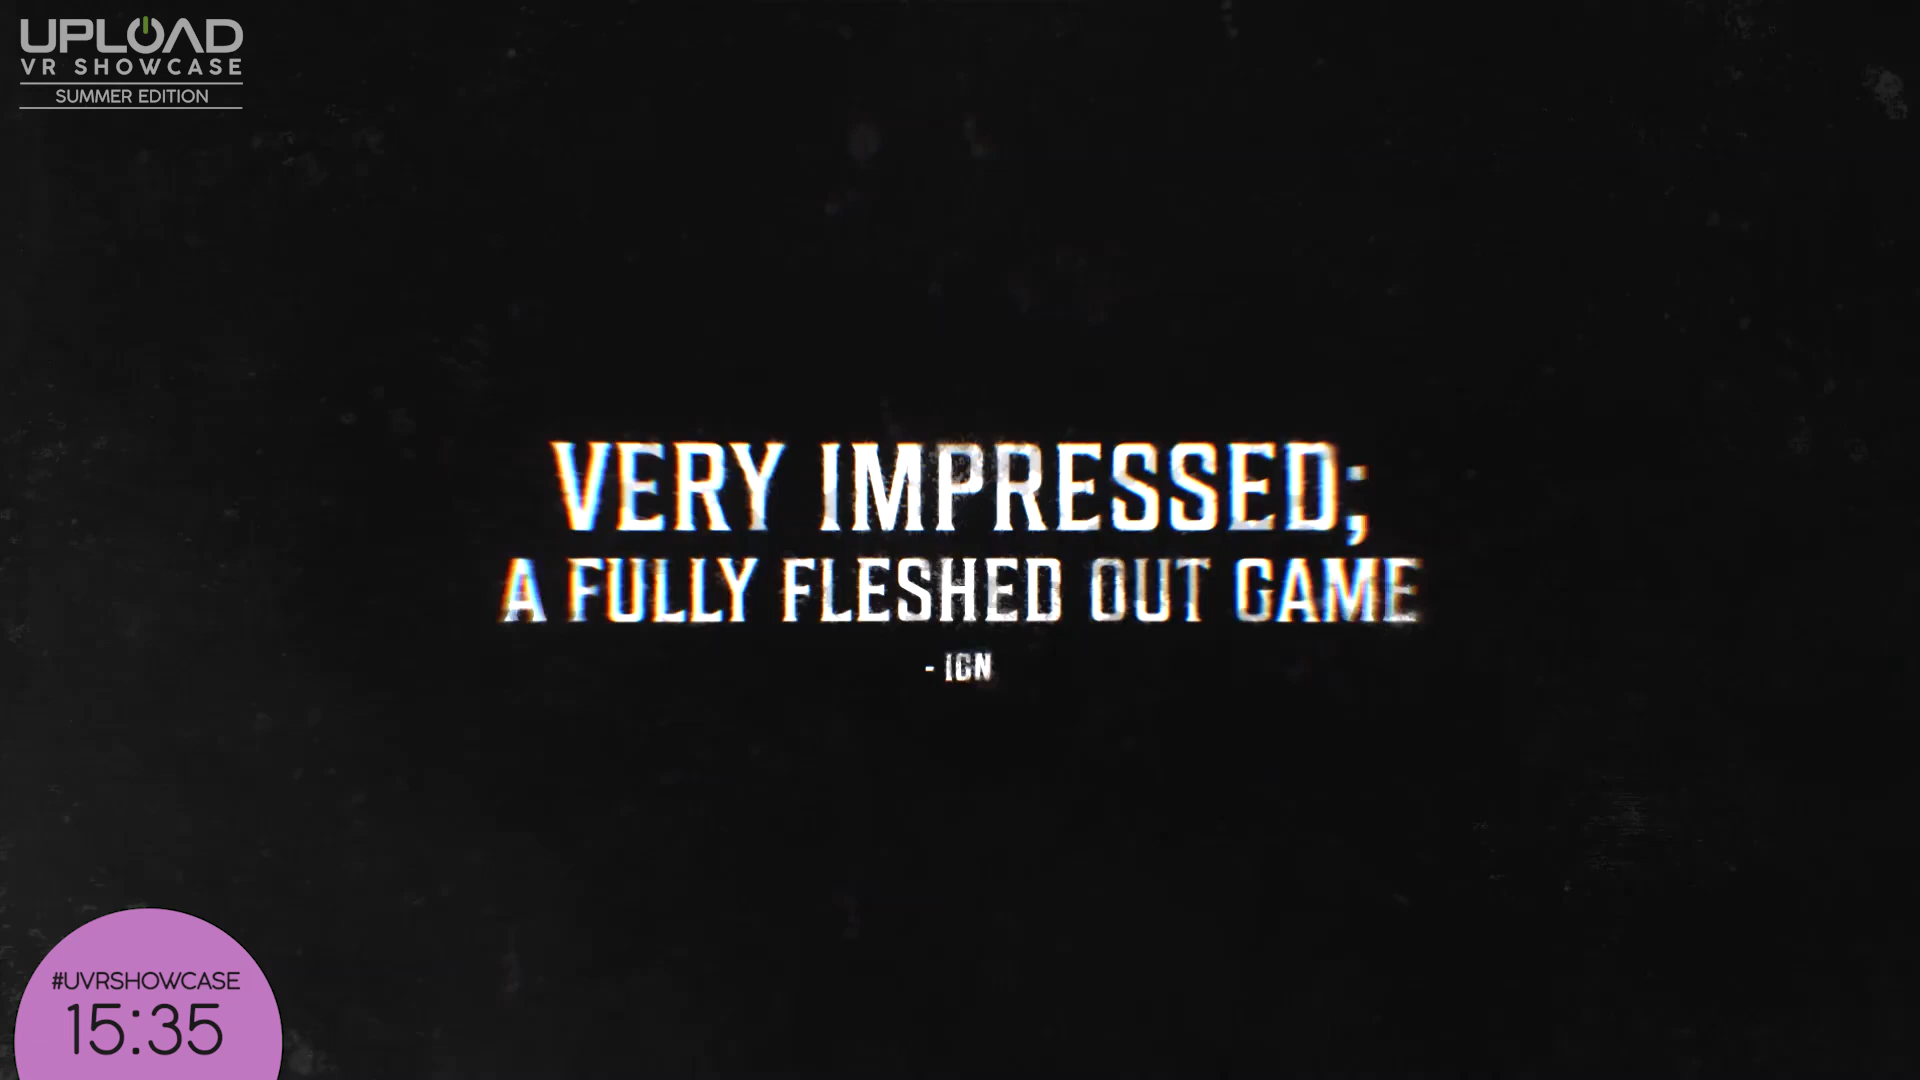 UPLOAD
VR SHOWCASE
SUMMER EDITION
VERY IMPRESSED;
A FULLY FLESHED OUT GAME
- IGN
#UVRSHOWCASE
15:35